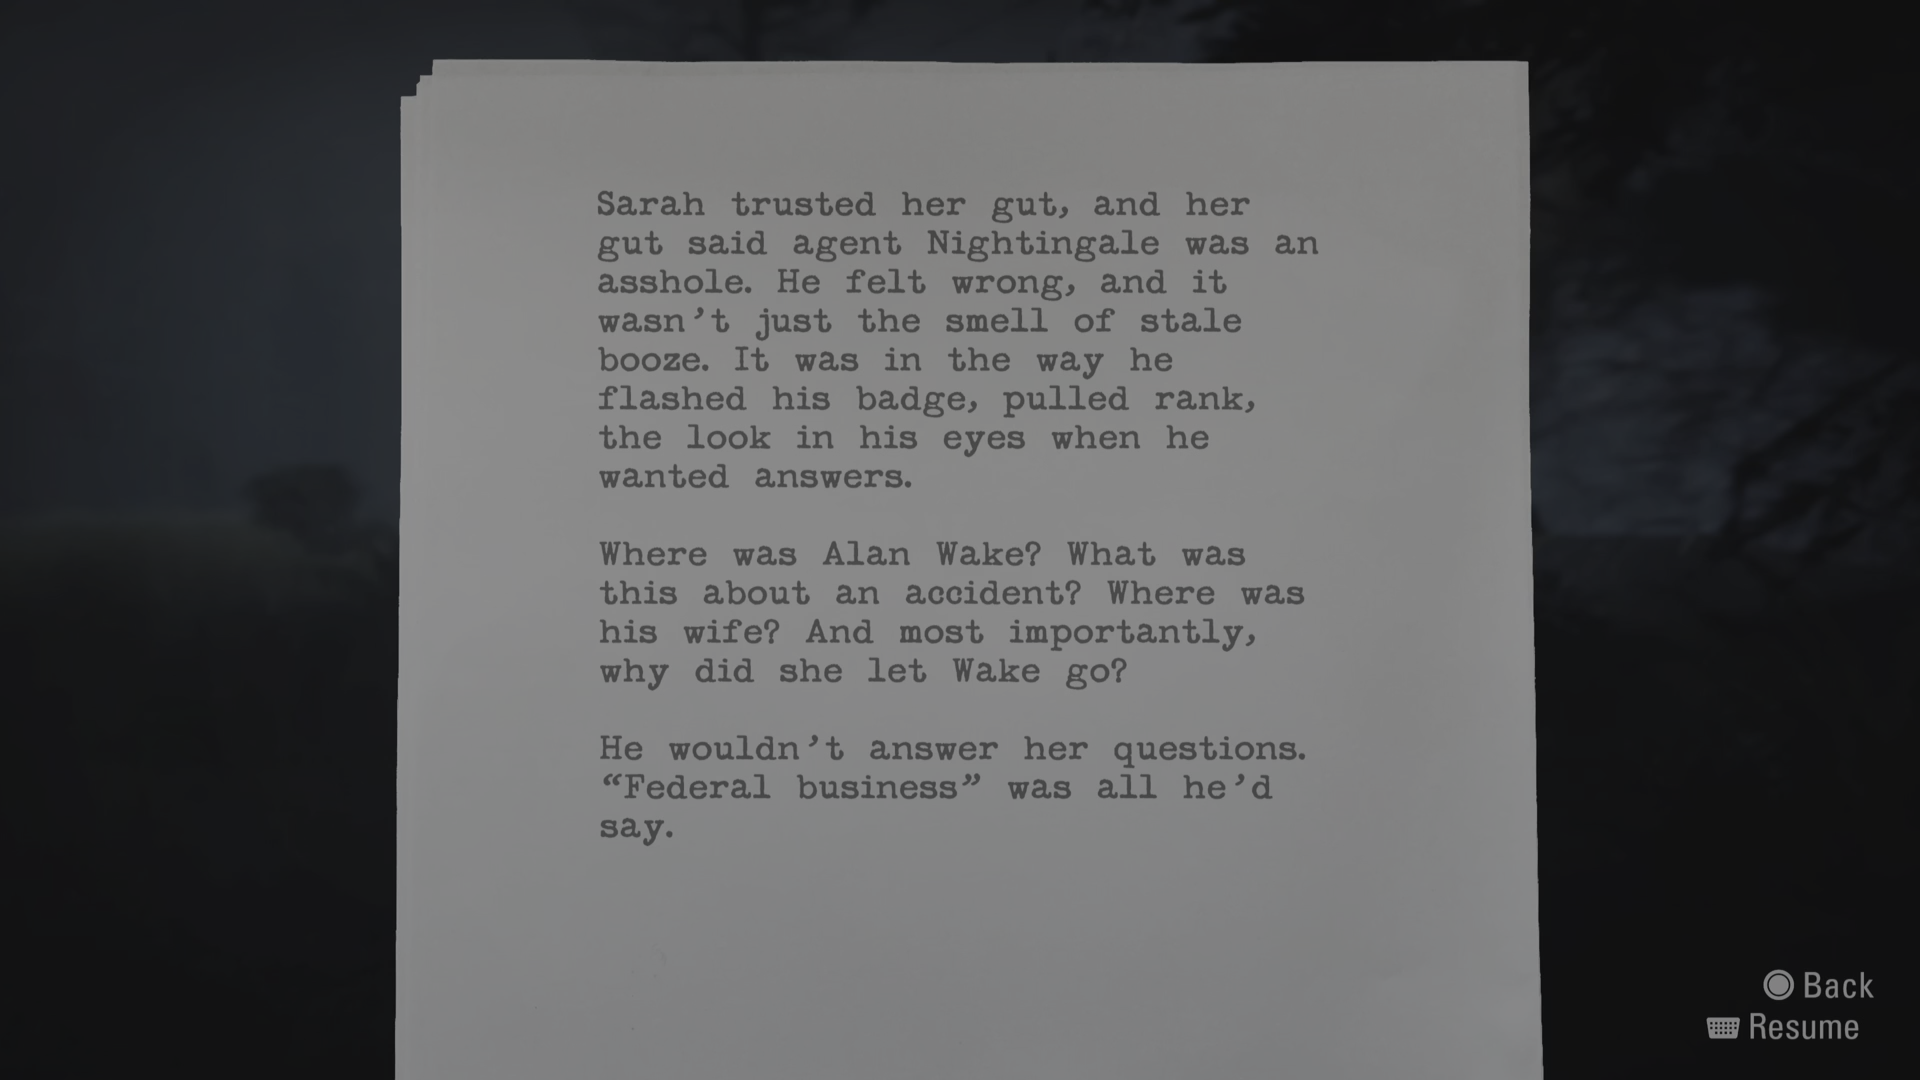 Sarah trusted her gut, and her
gut said agent Nightingale was an
asshole. He felt wrong, and it
wasn’t just the smell of stale
booze. It was in the way he
flashed his badge, pulled rank,
the look in his eyes when he
wanted answers.
Where was Alan Wake? What was
this about an accident? Where was
his wife? And most importantly,
why did she let Wake go?
He wouldn’t answer her questions.
“Federal business” was all he’d
say.
Back
Resume